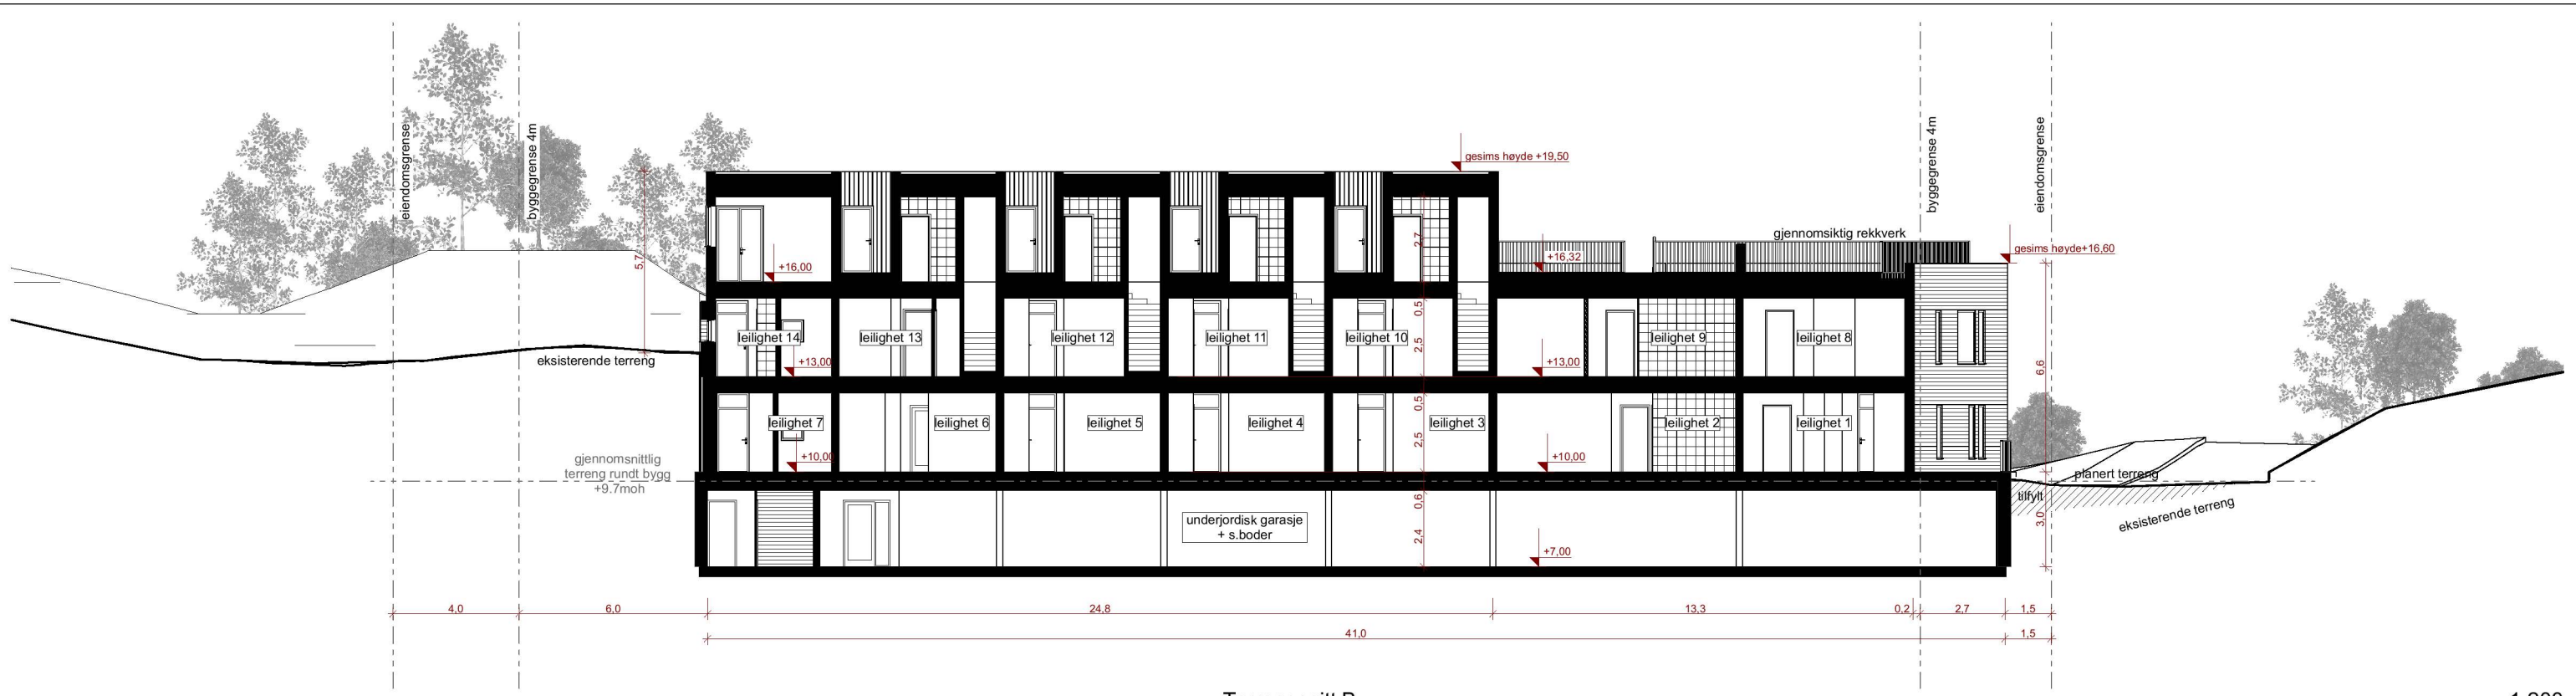 eiendomsgrense
byggegrense 4m
byggegrense 4m
eiendomsgrense
gesims høyde +19,50
gjennomsiktig rekkverk
gesims høyde+16,60
5,7
2,7
+16,00
+16,32
leilighet 14
leilighet 13
leilighet 12
leilighet 11
leilighet 10
leilighet 9
leilighet 8
0,5
2,5
+13,00
+13,00
6,6
eksisterende terreng
leilighet 7
leilighet 6
leilighet 5
leilighet 4
leilighet 3
leilighet 2
leilighet 1
0,5
2,5
+10,00
+10,00
gjennomsnittlig
terreng rundt bygg
+9.7moh
planert terreng
tilfylt
eksisterende terreng
underjordisk garasje
+ s.boder
0,6
2,4
+7,00
3,0
4,0
6,0
24,8
13,3
0,2
2,7
1,5
41,0
1,5